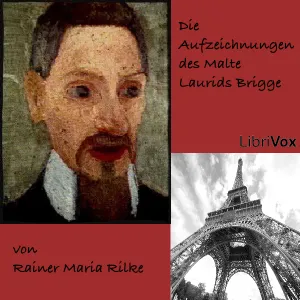 Die
Aufzeichnungen
des Malte
Laurids Brigge
LibriVox
von
Rainer Maria Rilke